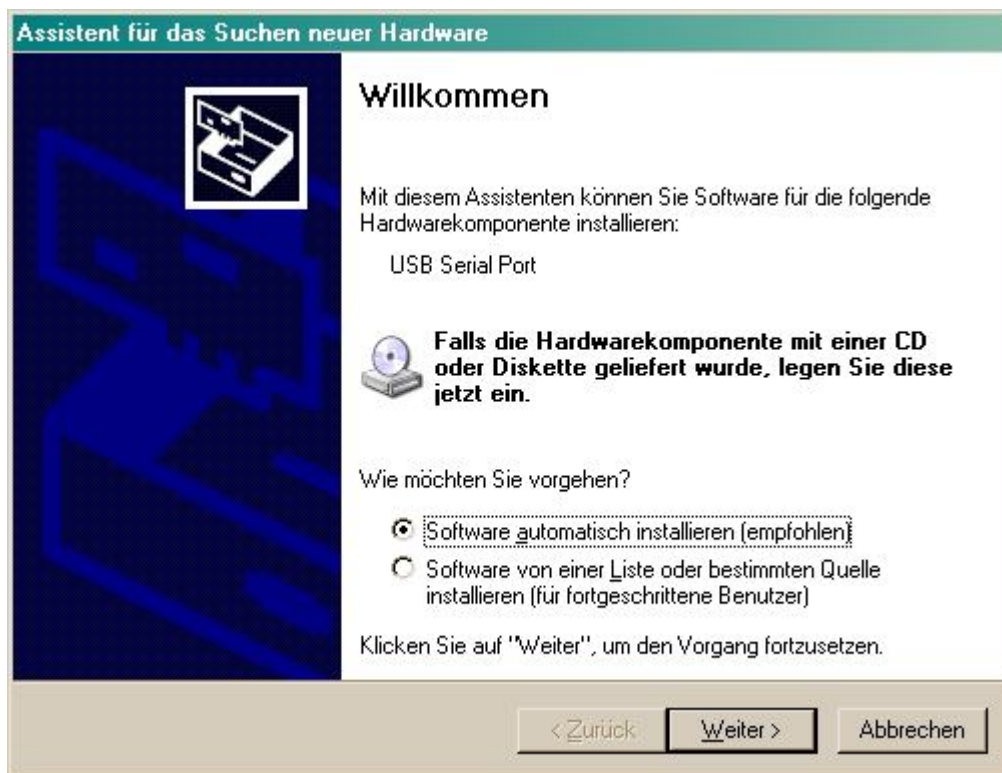 Assistent für das Suchen neuer Hardware
Willkommen
Mit diesem Assistenten können Sie Software für die folgende
Hardwarekomponente installieren:
USB Serial Port
Falls die Hardwarekomponente mit einer CD
oder Diskette geliefert wurde, legen Sie diese
jetzt ein.
Wie möchten Sie vorgehen?
Software automatisch installieren (empfohlen)
Software von einer Liste oder bestimmten Quelle
installieren (für fortgeschrittene Benutzer)
Klicken Sie auf "Weiter", um den Vorgang fortzusetzen.
< Zurück Weiter > Abbrechen